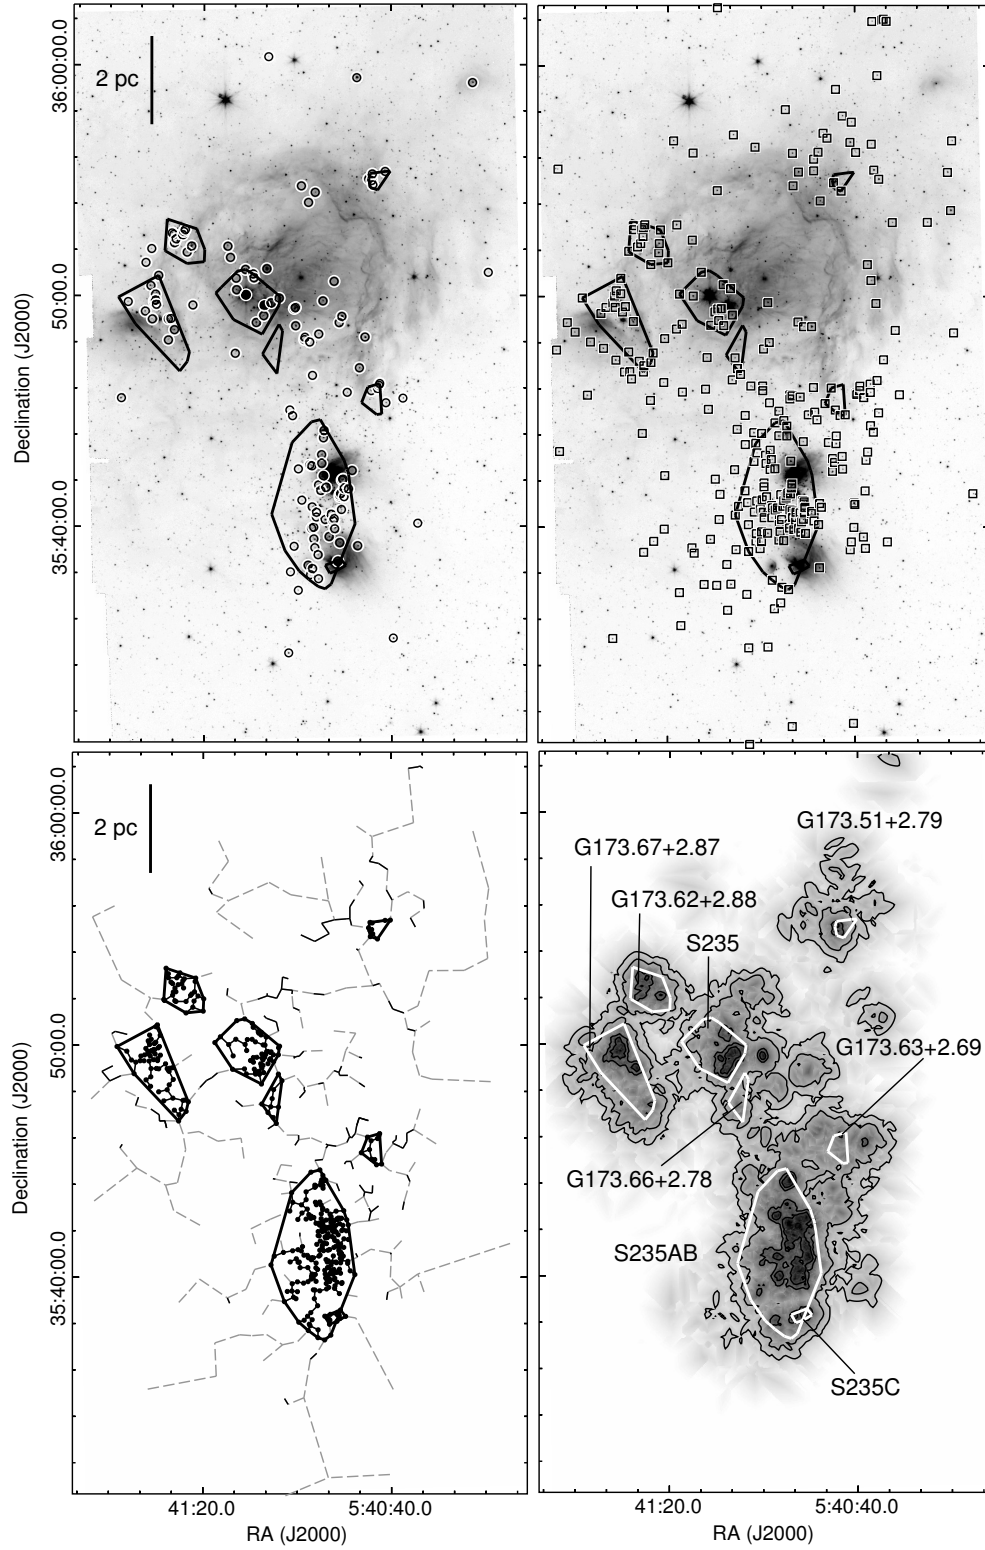 36:00:00.0
2 pc
50:00.0
Declination (J2000)
35:40:00.0
36:00:00.0
2 pc
50:00.0
Declination (J2000)
35:40:00.0
41:20.0
5:40:40.0
RA (J2000)
G173.51+2.79
G173.67+2.87
G173.62+2.88
S235
G173.63+2.69
G173.66+2.78
S235AB
S235C
41:20.0
5:40:40.0
RA (J2000)